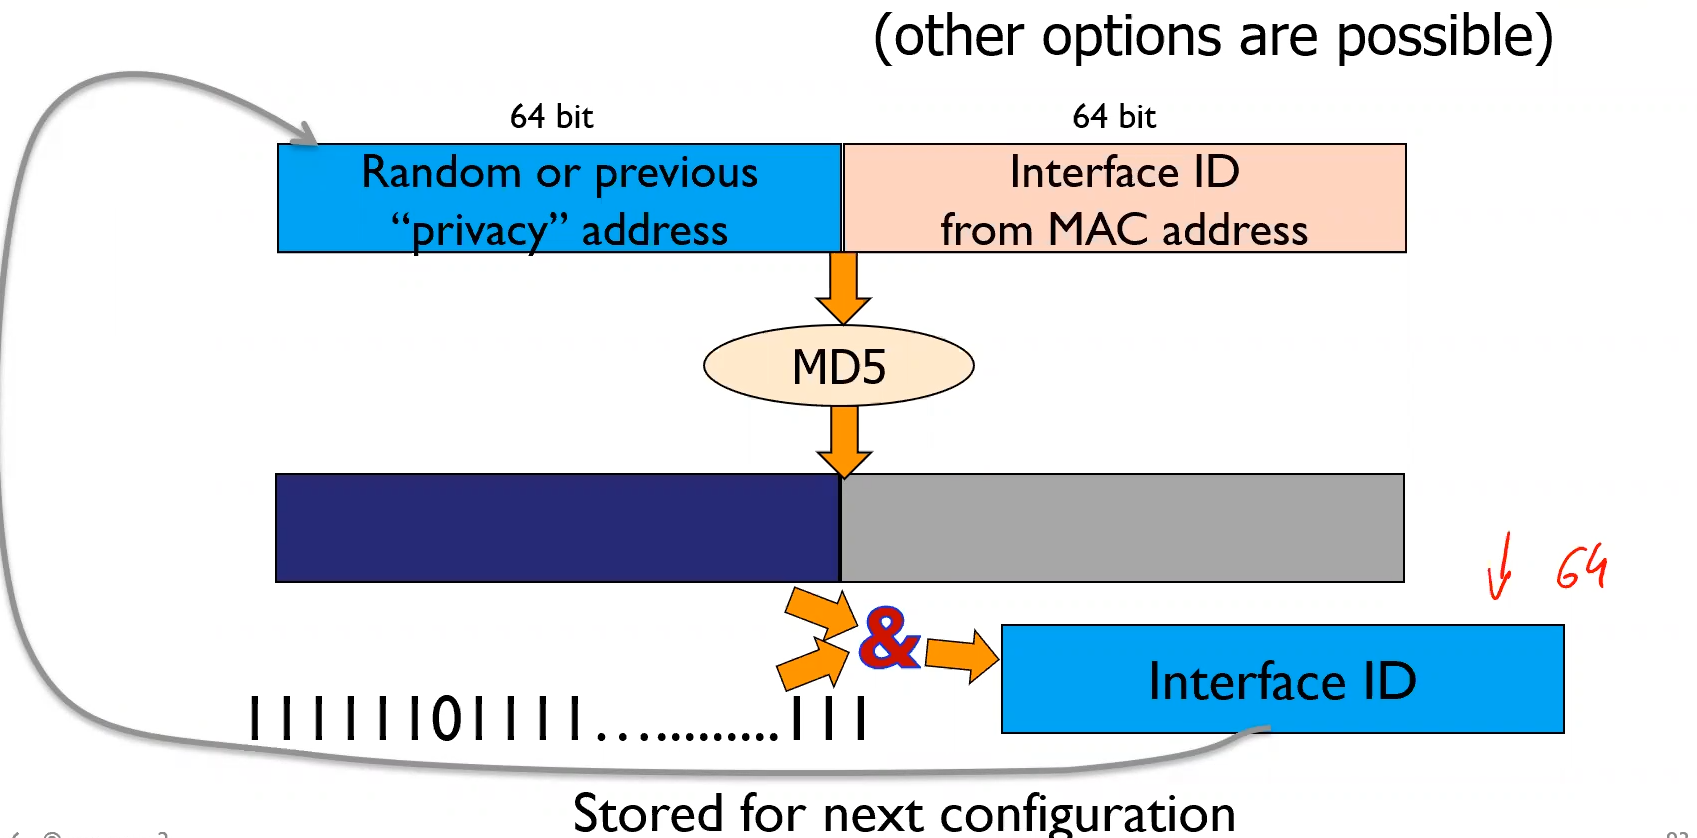 (other options are possible)
64 bit
64 bit
Random or previous
“privacy” address
Interface ID
from MAC address
MD5
64
&
Interface ID
11111101111...........111
Stored for next configuration